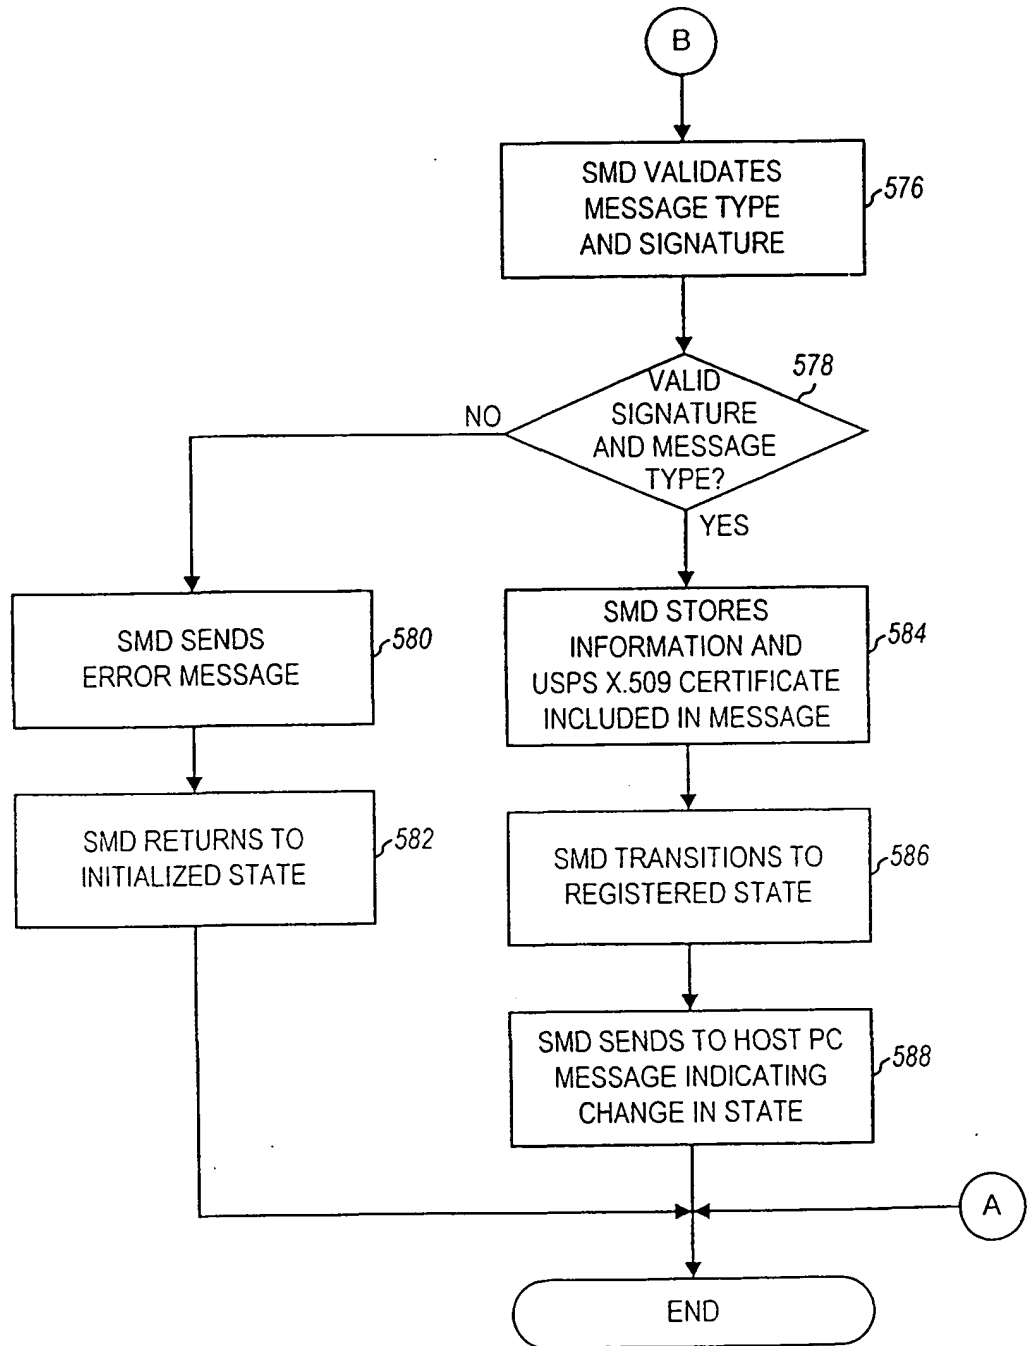 B
SMD VALIDATES
MESSAGE TYPE
AND SIGNATURE
576
VALID
SIGNATURE
AND MESSAGE
TYPE?
578
NO
YES
SMD SENDS
ERROR MESSAGE
580
SMD STORES
INFORMATION AND
USPS X.509 CERTIFICATE
INCLUDED IN MESSAGE
584
SMD RETURNS TO
INITIALIZED STATE
582
SMD TRANSITIONS TO
REGISTERED STATE
586
SMD SENDS TO HOST PC
MESSAGE INDICATING
CHANGE IN STATE
588
A
END